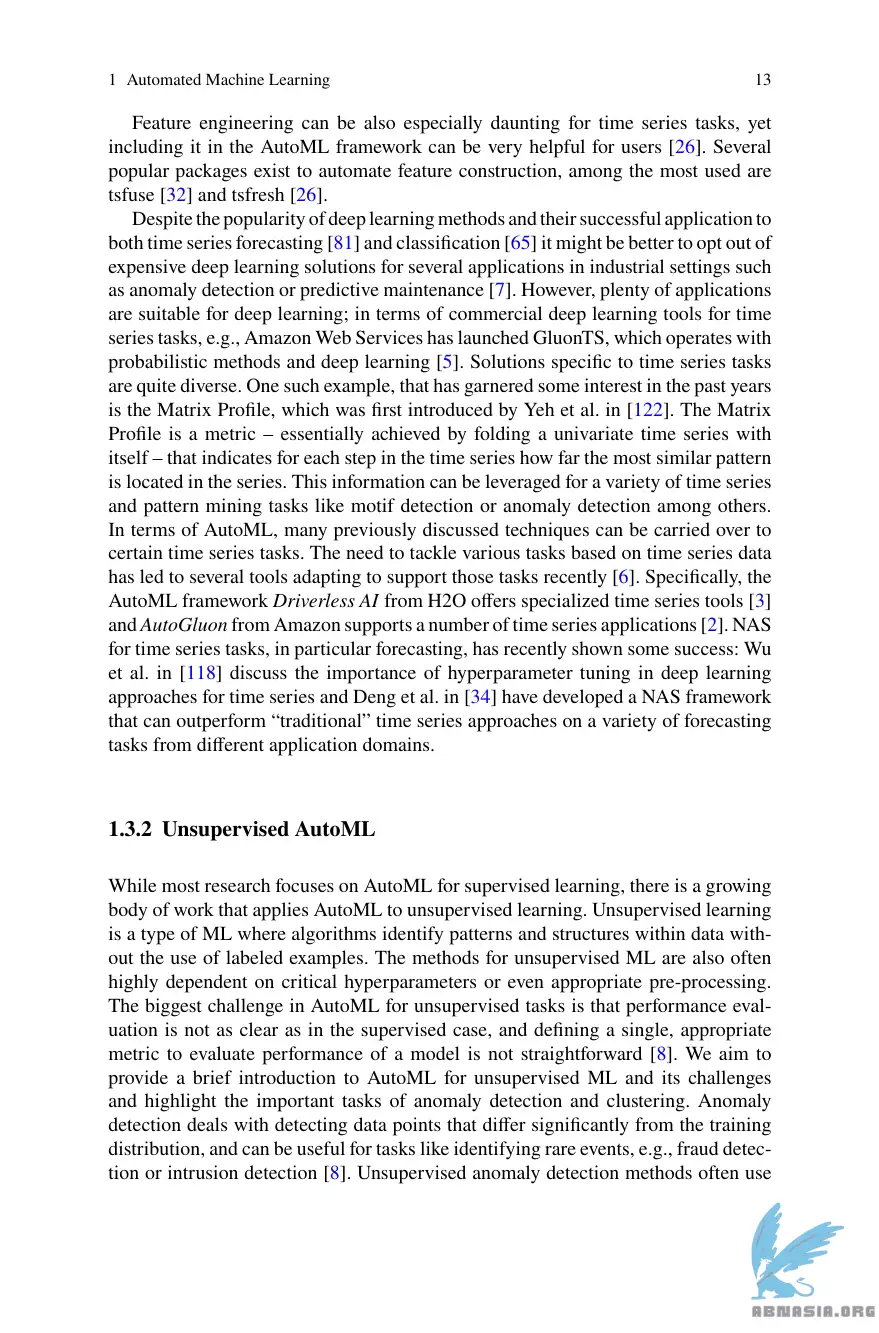 1 Automated Machine Learning 13
Feature engineering can be also especially daunting for time series tasks, yet
including it in the AutoML framework can be very helpful for users [26]. Several
popular packages exist to automate feature construction, among the most used are
tsfuse [32] and tsfresh [26].
Despite the popularity of deep learning methods and their successful application to
both time series forecasting [81] and classification [65] it might be better to opt out of
expensive deep learning solutions for several applications in industrial settings such
as anomaly detection or predictive maintenance [7]. However, plenty of applications
are suitable for deep learning; in terms of commercial deep learning tools for time
series tasks, e.g., Amazon Web Services has launched GluonTS, which operates with
probabilistic methods and deep learning [5]. Solutions specific to time series tasks
are quite diverse. One such example, that has garnered some interest in the past years
is the Matrix Profile, which was first introduced by Yeh et al. in [122]. The Matrix
Profile is a metric – essentially achieved by folding a univariate time series with
itself – that indicates for each step in the time series how far the most similar pattern
is located in the series. This information can be leveraged for a variety of time series
and pattern mining tasks like motif detection or anomaly detection among others.
In terms of AutoML, many previously discussed techniques can be carried over to
certain time series tasks. The need to tackle various tasks based on time series data
has led to several tools adapting to support those tasks recently [6]. Specifically, the
AutoML framework Driverless AI from H2O offers specialized time series tools [3]
and AutoGluon from Amazon supports a number of time series applications [2]. NAS
for time series tasks, in particular forecasting, has recently shown some success: Wu
et al. in [118] discuss the importance of hyperparameter tuning in deep learning
approaches for time series and Deng et al. in [34] have developed a NAS framework
that can outperform “traditional” time series approaches on a variety of forecasting
tasks from different application domains.
1.3.2 Unsupervised AutoML
While most research focuses on AutoML for supervised learning, there is a growing
body of work that applies AutoML to unsupervised learning. Unsupervised learning
is a type of ML where algorithms identify patterns and structures within data with-
out the use of labeled examples. The methods for unsupervised ML are also often
highly dependent on critical hyperparameters or even appropriate pre-processing.
The biggest challenge in AutoML for unsupervised tasks is that performance eval-
uation is not as clear as in the supervised case, and defining a single, appropriate
metric to evaluate performance of a model is not straightforward [8]. We aim to
provide a brief introduction to AutoML for unsupervised ML and its challenges
and highlight the important tasks of anomaly detection and clustering. Anomaly
detection deals with detecting data points that differ significantly from the training
distribution, and can be useful for tasks like identifying rare events, e.g., fraud detec-
tion or intrusion detection [8]. Unsupervised anomaly detection methods often use
ABNASIA.ORG